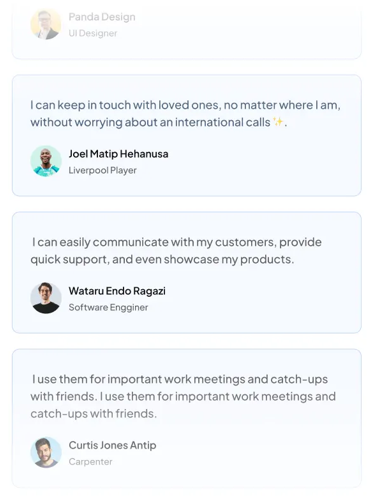 Panda Design
UI Designer
I can keep in touch with loved ones, no matter where I am,
without worrying about an international calls ✨.
Joel Matip Hehanusa
Liverpool Player
I can easily communicate with my customers, provide
quick support, and even showcase my products.
Wataru Endo Ragazi
Software Engginer
I use them for important work meetings and catch-ups
with friends. I use them for important work meetings and
catch-ups with friends.
Curtis Jones Antip
Carpenter